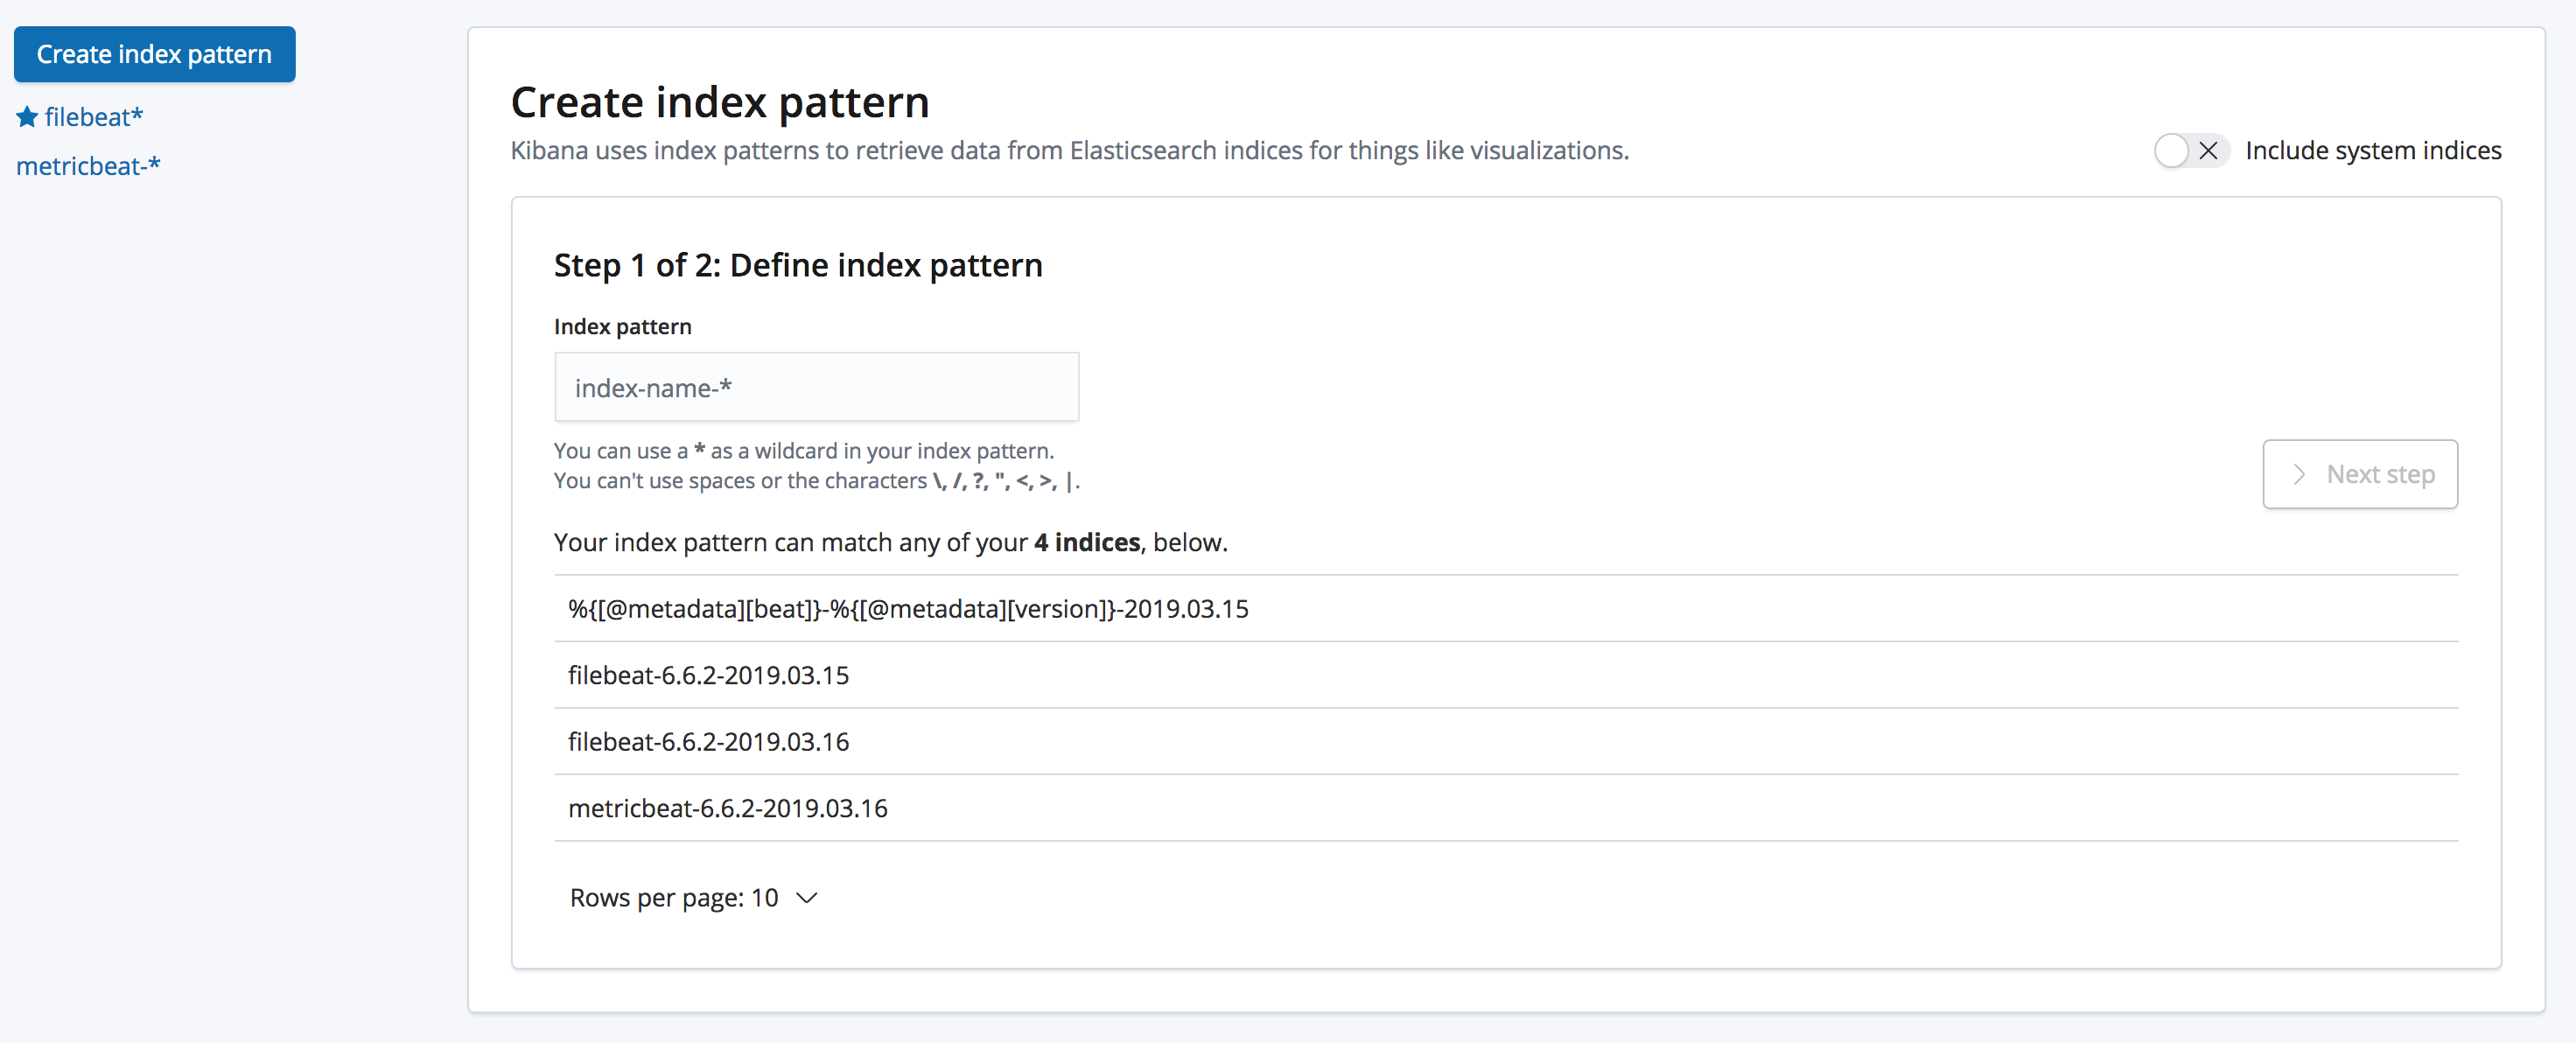 Create index pattern
filebeat*
metricbeat-*
Create index pattern
Kibana uses index patterns to retrieve data from Elasticsearch indices for things like visualizations.
Include system indices
Step 1 of 2: Define index pattern
Index pattern
index-name-*
You can use a * as a wildcard in your index pattern.
You can't use spaces or the characters \, /, ?, ", <, >, |.
Next step
Your index pattern can match any of your 4 indices, below.
%{[@metadata][beat]}-%{[@metadata][version]}-2019.03.15
filebeat-6.6.2-2019.03.15
filebeat-6.6.2-2019.03.16
metricbeat-6.6.2-2019.03.16
Rows per page: 10